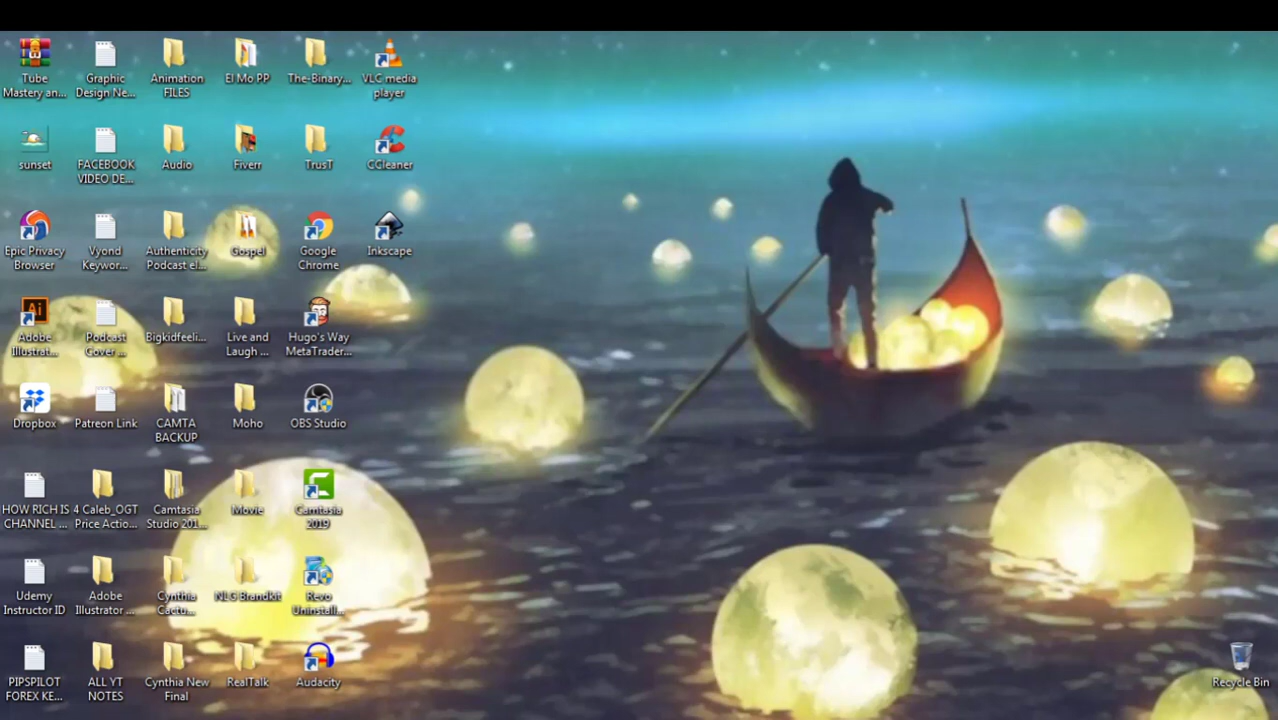 Tube
Mastery an...
Graphic
Design Ne...
Animation
FILES
El Mo PP
The-Binary...
VLC media
player
sunset
FACEBOOK
VIDEO DE...
Audio
Fiverr
TrusT
CCleaner
Epic Privacy
Browser
Vyond
Keywor...
Authenticity
Podcast el...
Gospel
Google
Chrome
Inkscape
Ai
Adobe
Illustrat...
Podcast
Cover ...
Bigkidfeeli...
Live and
Laugh ...
Hugo's Way
MetaTrader...
Dropbox
Patreon Link
CAMTA
BACKUP
Moho
OBS Studio
HOW RICH IS
CHANNEL ...
4 Caleb_OGT
Price Actio...
Camtasia
Studio 201...
Movie
Camtasia
2019
Udemy
Instructor ID
Adobe
Illustrator ...
Cynthia
Cactu...
NLG Brandkit
Revo
Uninstall...
PIPSPILOT
FOREX KE...
ALL YT
NOTES
Cynthia New
Final
RealTalk
Audacity
Recycle Bin